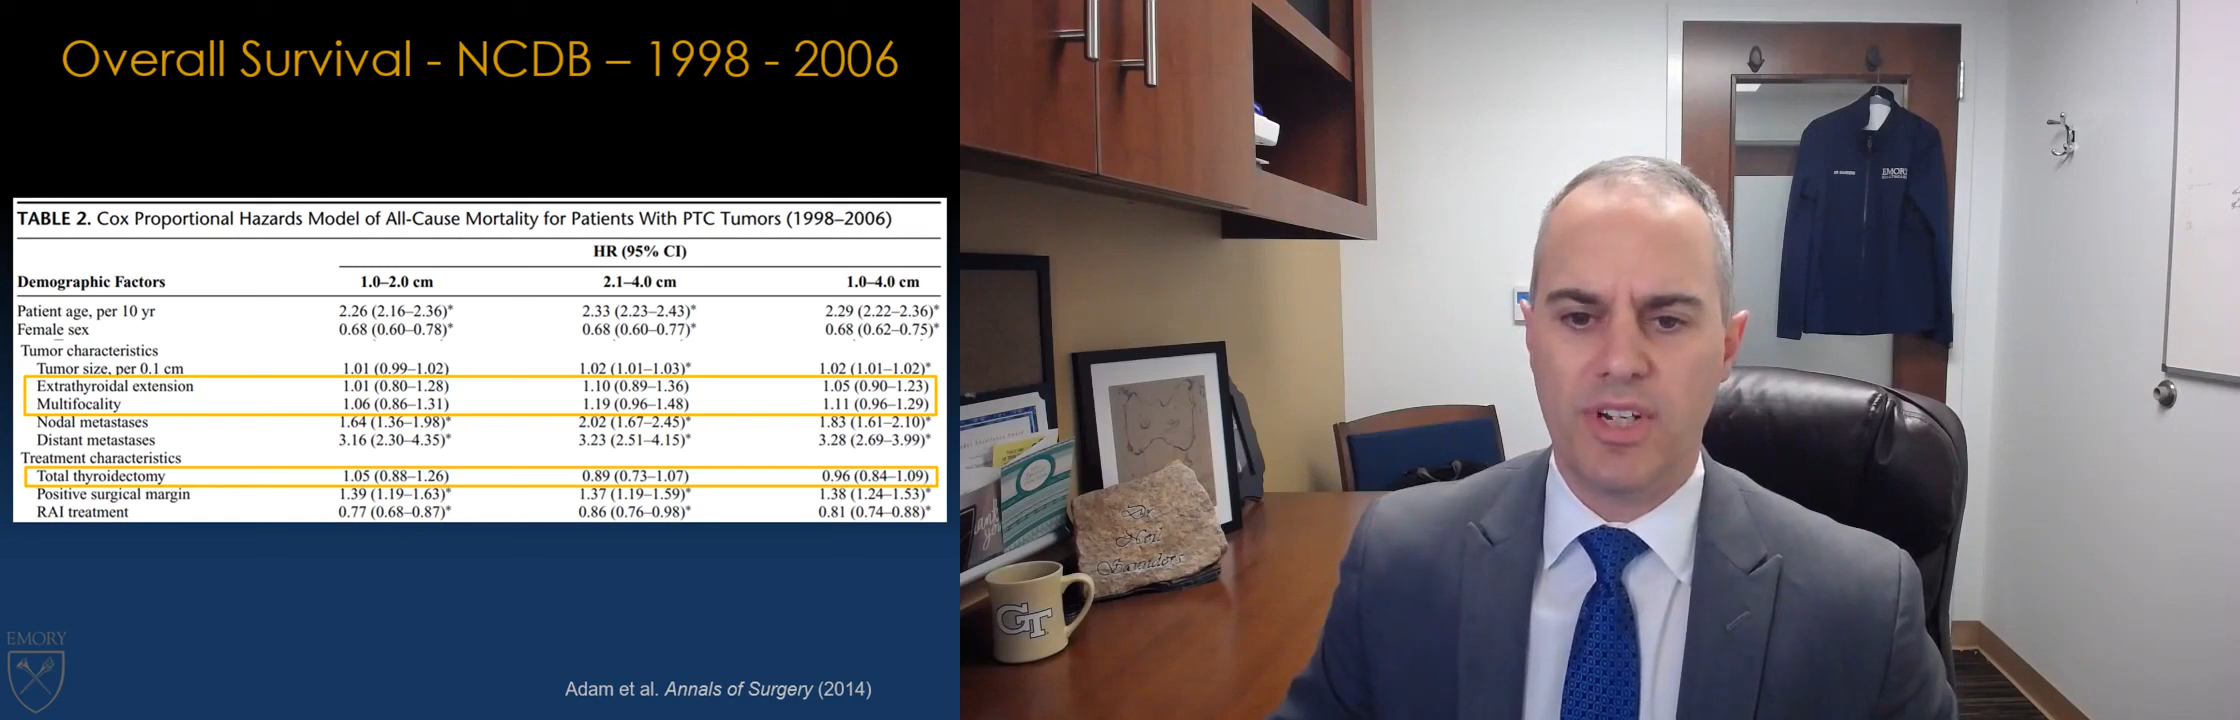 Overall Survival - NCDB – 1998 - 2006
TABLE 2. Cox Proportional Hazards Model of All-Cause Mortality for Patients With PTC Tumors (1998–2006)
HR (95% CI)
Demographic Factors 1.0–2.0 cm 2.1–4.0 cm 1.0–4.0 cm
Patient age, per 10 yr 2.26 (2.16–2.36)* 2.33 (2.23–2.43)* 2.29 (2.22–2.36)*
Female sex 0.68 (0.60–0.78)* 0.68 (0.60–0.77)* 0.68 (0.62–0.75)*
Tumor characteristics
Tumor size, per 0.1 cm 1.01 (0.99–1.02) 1.02 (1.01–1.03)* 1.02 (1.01–1.02)*
Extrathyroidal extension 1.01 (0.80–1.28) 1.10 (0.89–1.36) 1.05 (0.90–1.23)
Multifocality 1.06 (0.86–1.31) 1.19 (0.96–1.48) 1.11 (0.96–1.29)
Nodal metastases 1.64 (1.36–1.98)* 2.02 (1.67–2.45)* 1.83 (1.61–2.10)*
Distant metastases 3.16 (2.30–4.35)* 3.23 (2.51–4.15)* 3.28 (2.69–3.99)*
Treatment characteristics
Total thyroidectomy 1.05 (0.88–1.26) 0.89 (0.73–1.07) 0.96 (0.84–1.09)
Positive surgical margin 1.39 (1.19–1.63)* 1.37 (1.19–1.59)* 1.38 (1.24–1.53)*
RAI treatment 0.77 (0.68–0.87)* 0.86 (0.76–0.98)* 0.81 (0.74–0.88)*
EMORY
Adam et al. Annals of Surgery (2014)
EMORY
Dr
Neil
Saunders
GT